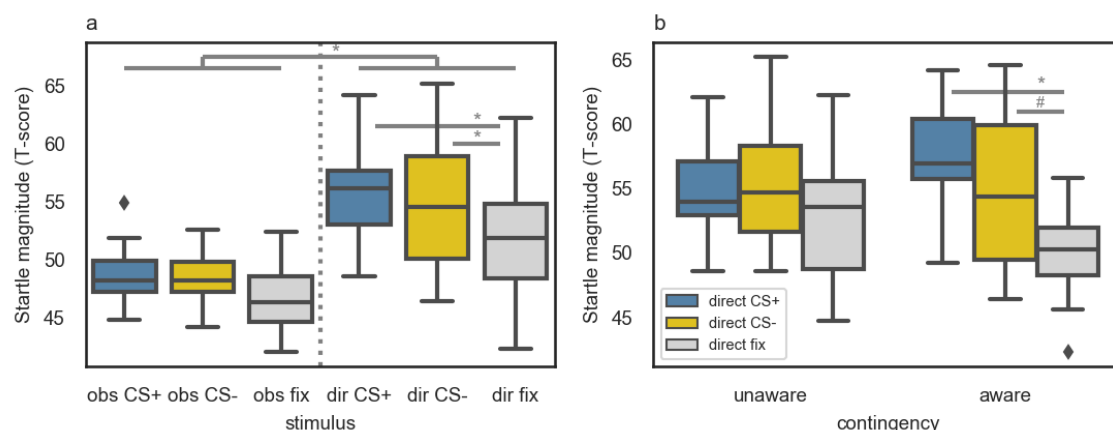 a
*
*
*
Startle magnitude (T-score)
65
60
55
50
45
obs CS+ obs CS- obs fix dir CS+ dir CS- dir fix
stimulus
b
*
#
Startle magnitude (T-score)
65
60
55
50
45
direct CS+
direct CS-
direct fix
unaware aware
contingency